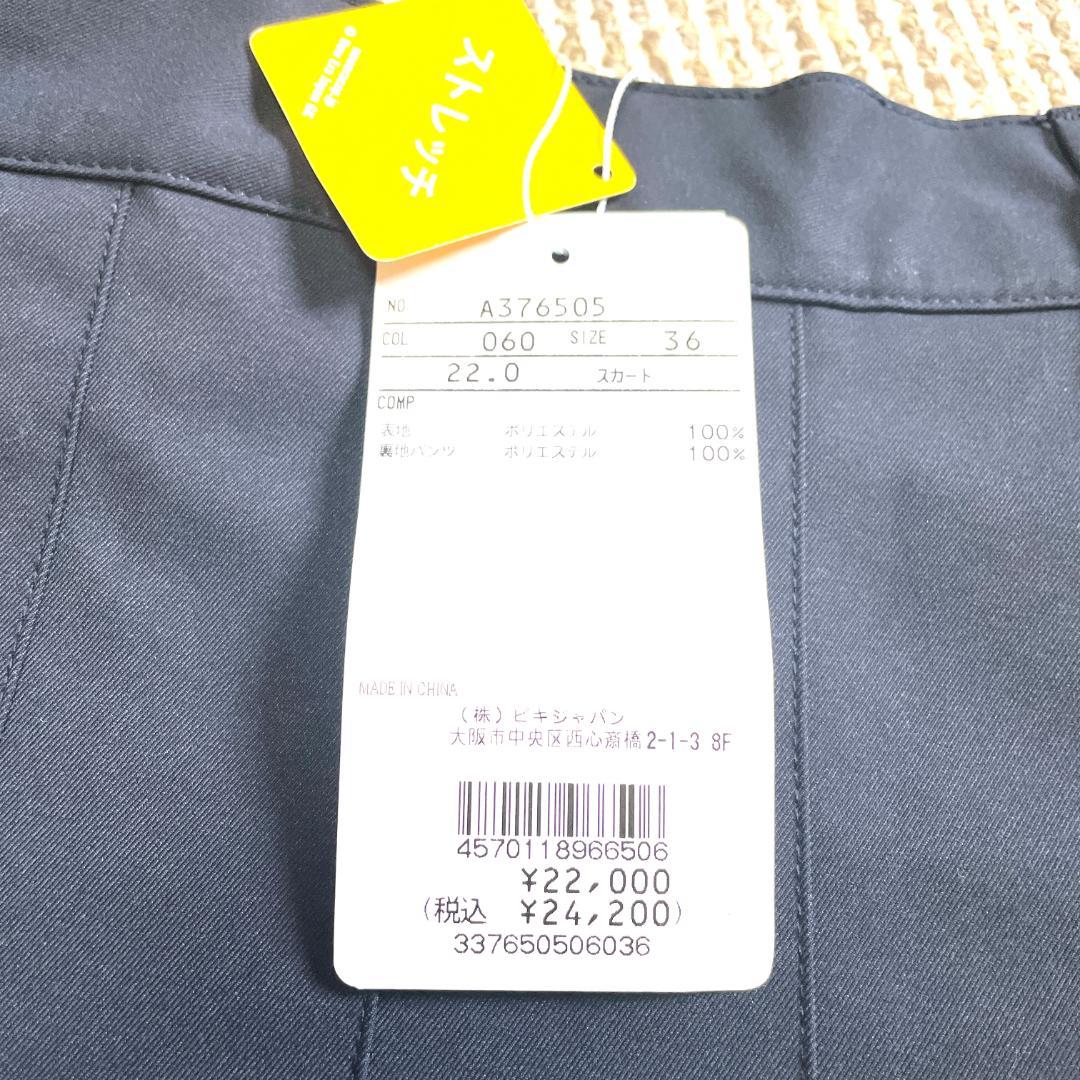 ストレッチ
NO A376505
COL 060 SIZE 36
22.0 スカート
COMP
表地 ポリエステル 100%
裏地パンツ ポリエステル 100%
MADE IN CHINA
(株)ビキジャパン
大阪市中央区西心斎橋2-1-3 8F
4570118966506
¥22,000
(税込 ¥24,200)
337650506036